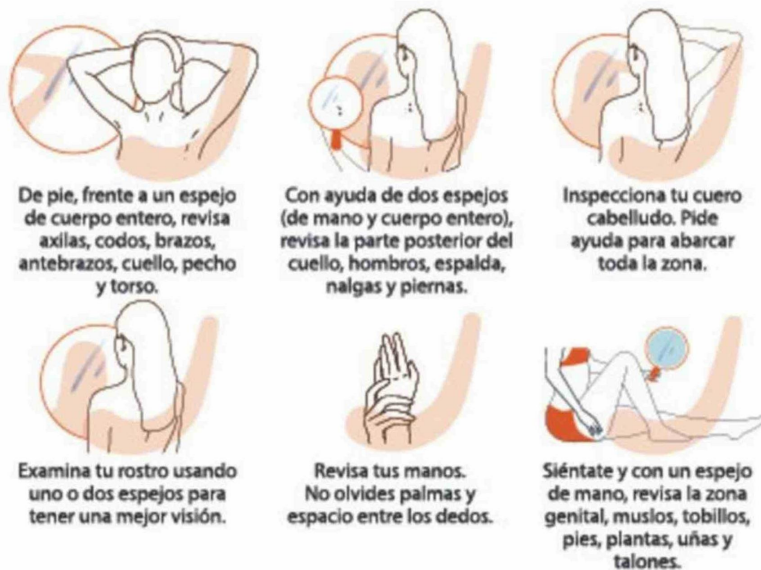 De pie, frente a un espejo
de cuerpo entero, revisa
axilas, codos, brazos,
antebrazos, cuello, pecho
y torso.
Con ayuda de dos espejos
(de mano y cuerpo entero),
revisa la parte posterior del
cuello, hombros, espalda,
nalgas y piernas.
Inspecciona tu cuero
cabelludo. Pide
ayuda para abarcar
toda la zona.
Examina tu rostro usando
uno o dos espejos para
tener una mejor visión.
Revisa tus manos.
No olvides palmas y
espacio entre los dedos.
Siéntate y con un espejo
de mano, revisa la zona
genital, muslos, tobillos,
pies, plantas, uñas y
talones.